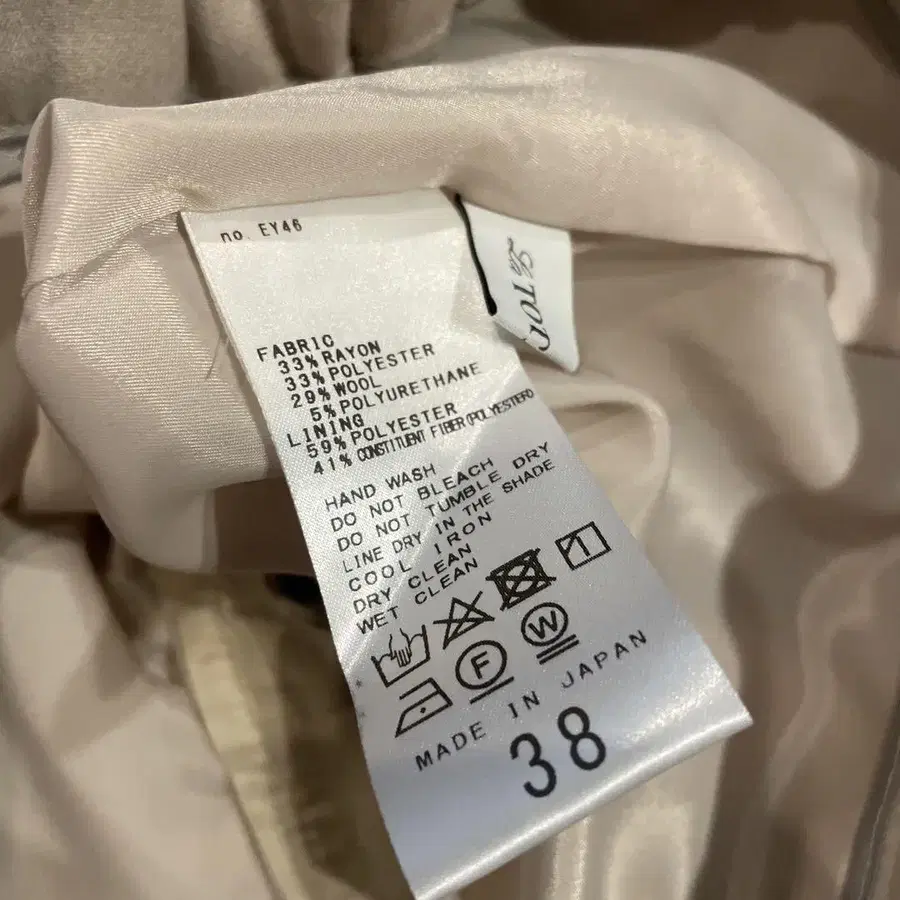 no. EY46
FABRIC
33% RAYON
33% POLYESTER
29% WOOL
5% POLYURETHANE
LINING
59% POLYESTER
41% CONSTITUENT FIBER(POLYESTER)
HAND WASH
DO NOT BLEACH
DO NOT TUMBLE DRY
LINE DRY IN THE SHADE
COOL IRON
DRY CLEAN
WET CLEAN
F
W
MADE IN JAPAN
38